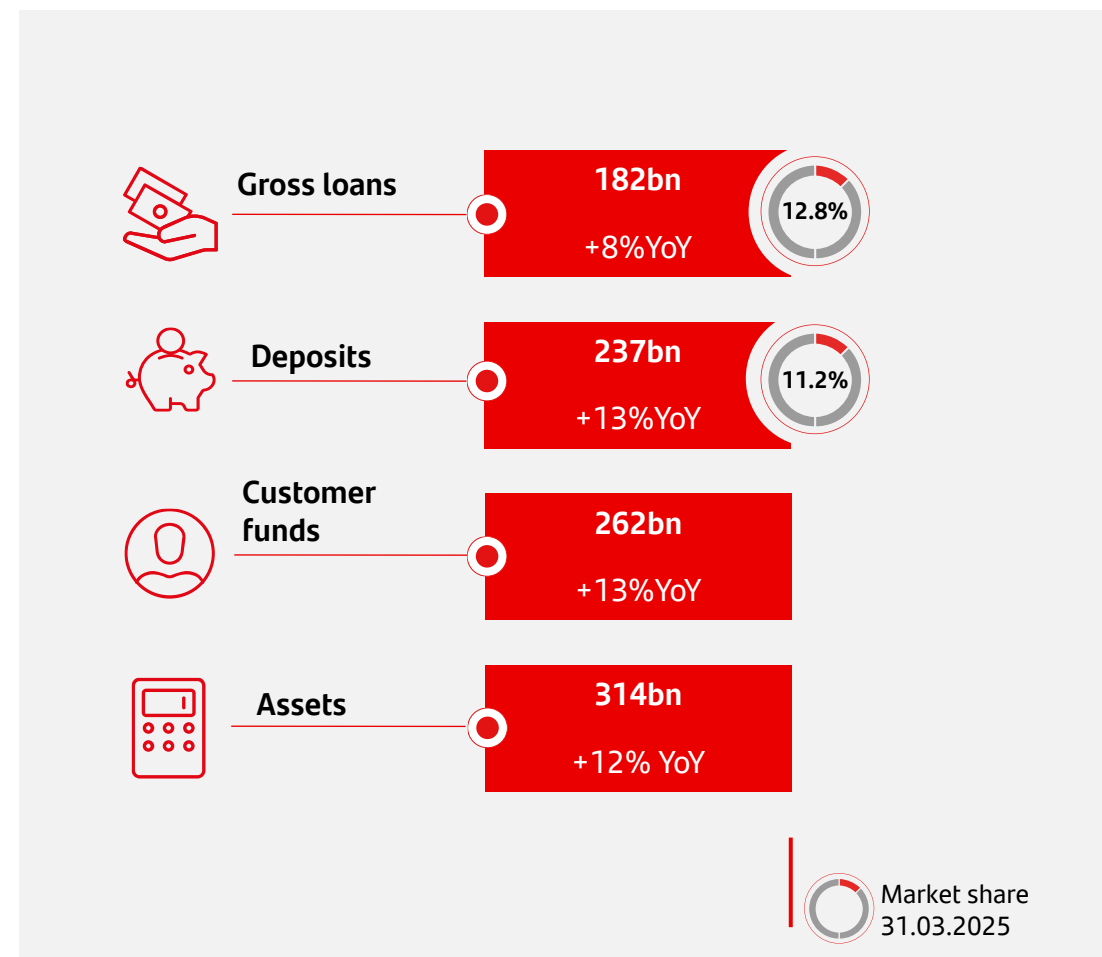 Gross loans
182bn
+8%YoY
12.8%
Deposits
237bn
+13%YoY
11.2%
Customer
funds
262bn
+13%YoY
Assets
314bn
+12% YoY
Market share
31.03.2025